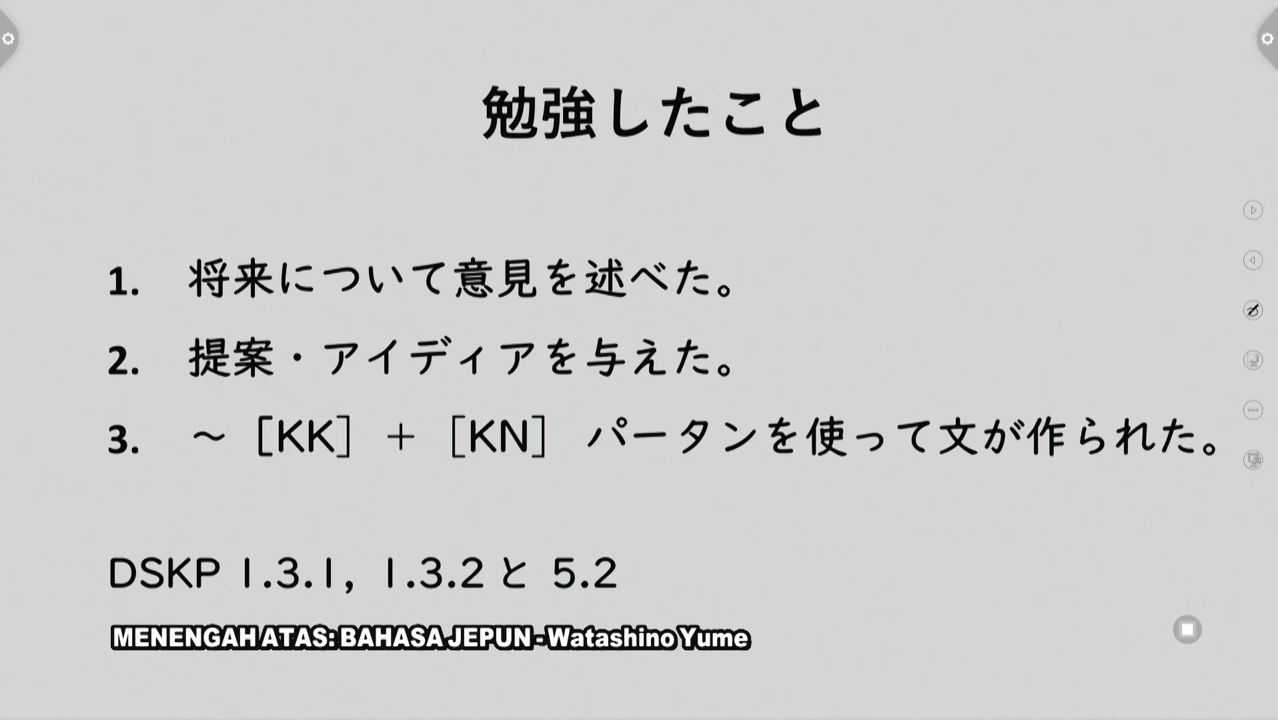 勉強したこと
1. 将来について意見を述べた。
2. 提案・アイディアを与えた。
3. ～［KK］＋［KN］ パータンを使って文が作られた。
DSKP 1.3.1, 1.3.2 と 5.2
MENENGAH ATAS: BAHASA JEPUN - Watashino Yume